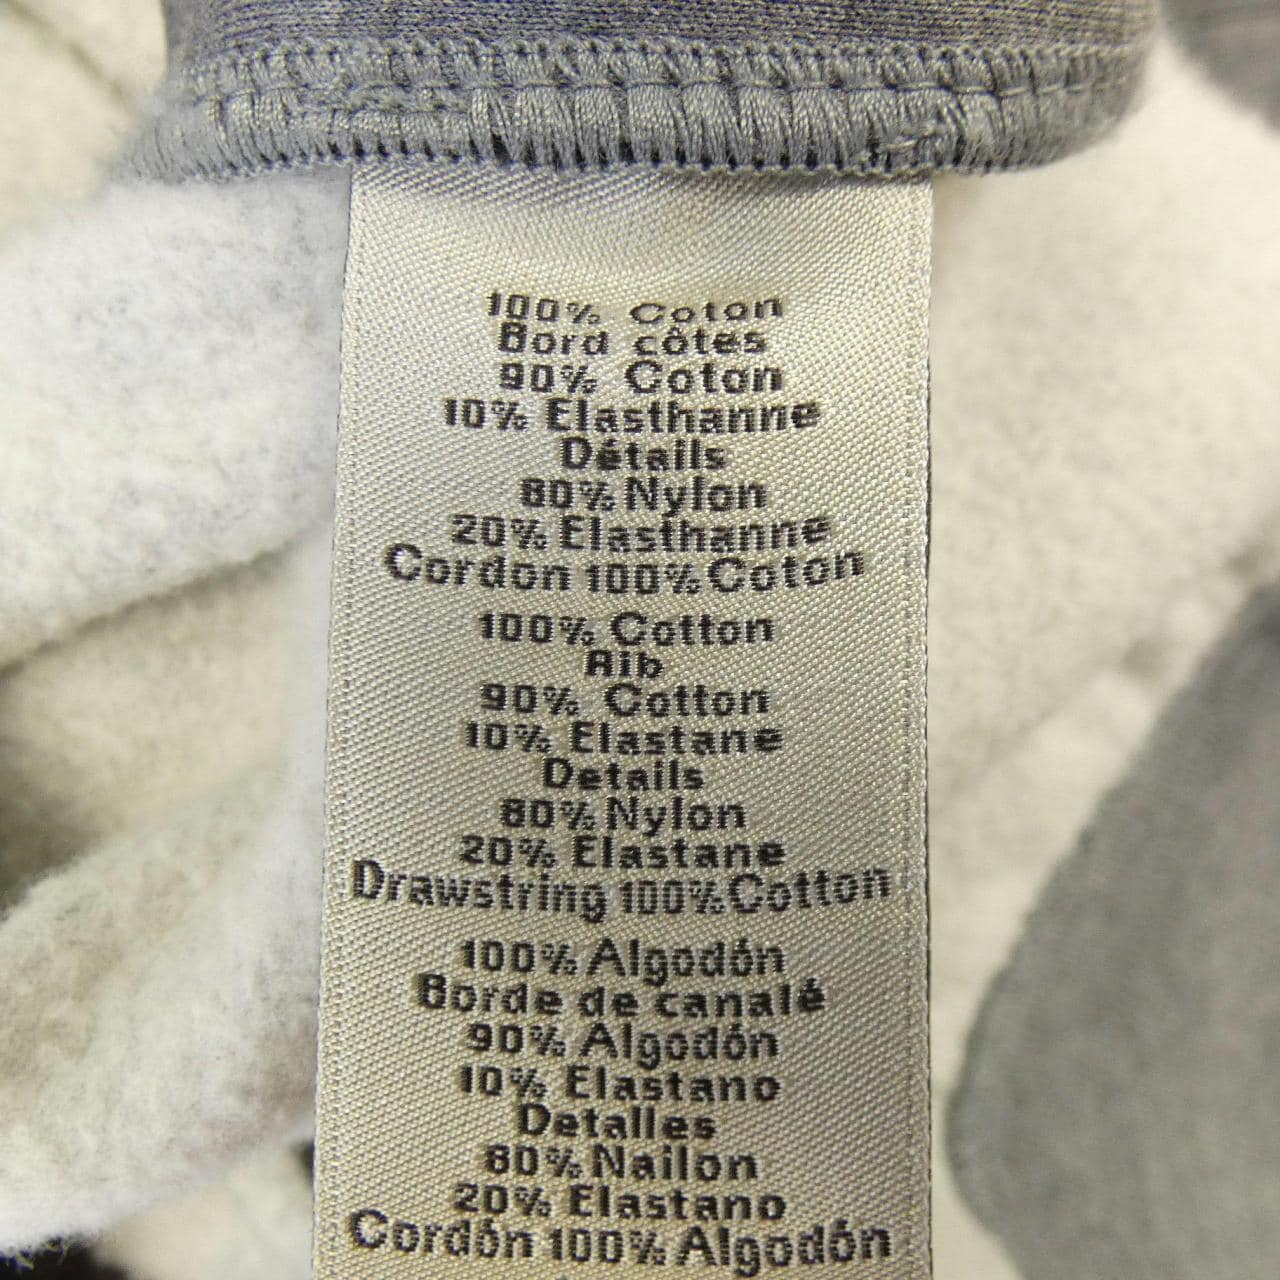 100% Coton
Bord côtes
90% Coton
10% Elasthanne
Détails
80% Nylon
20% Elasthanne
Cordon 100% Coton
100% Cotton
Rib
90% Cotton
10% Elastane
Details
80% Nylon
20% Elastane
Drawstring 100% Cotton
100% Algodón
Borde de canalé
90% Algodón
10% Elastano
Detalles
80% Nailon
20% Elastano
Cordón 100% Algodón